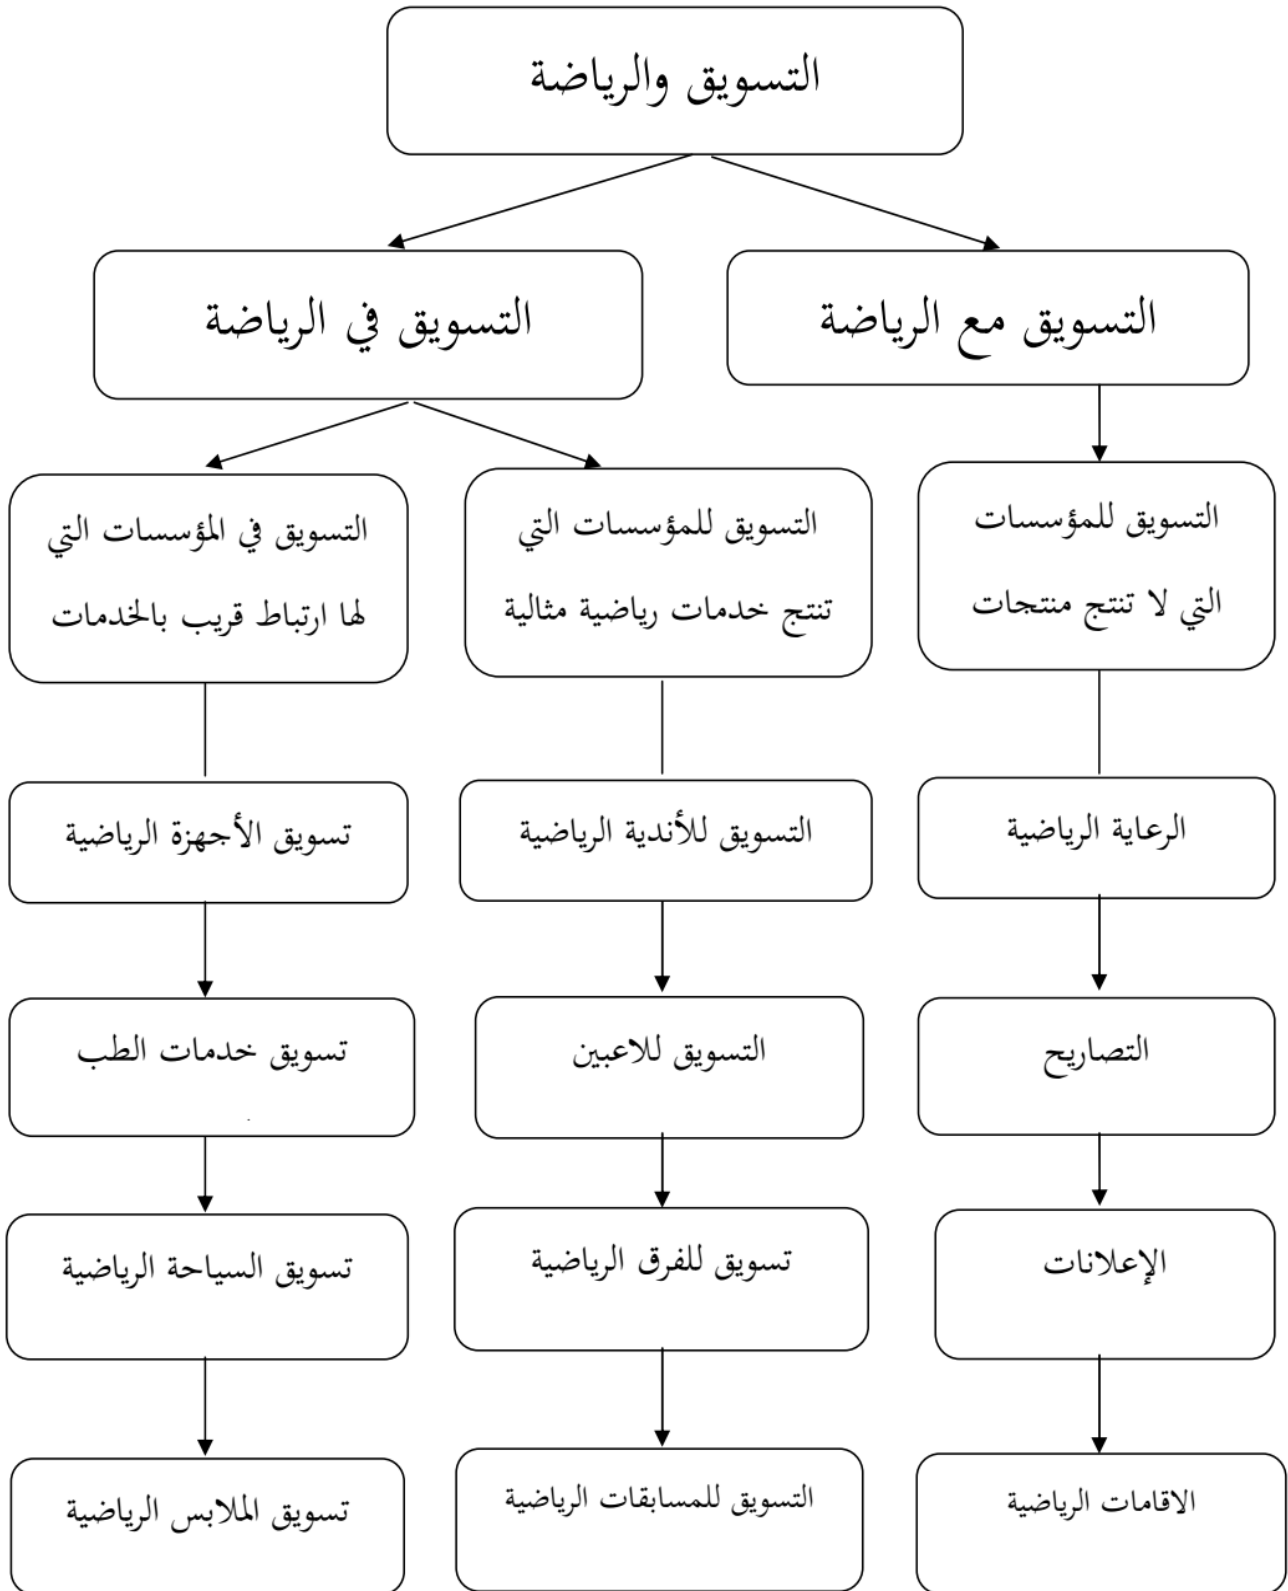 التسويق والرياضة
التسويق مع الرياضة
التسويق في الرياضة
التسويق للمؤسسات
التي لا تنتج منتجات
التسويق للمؤسسات التي
تنتج خدمات رياضية مثالية
التسويق في المؤسسات التي
لها ارتباط قريب بالخدمات
الرعاية الرياضية
التسويق للأندية الرياضية
تسويق الأجهزة الرياضية
التصاريح
التسويق للاعبين
تسويق خدمات الطب
الإعلانات
تسويق للفرق الرياضية
تسويق السياحة الرياضية
الاقامات الرياضية
التسويق للمسابقات الرياضية
تسويق الملابس الرياضية